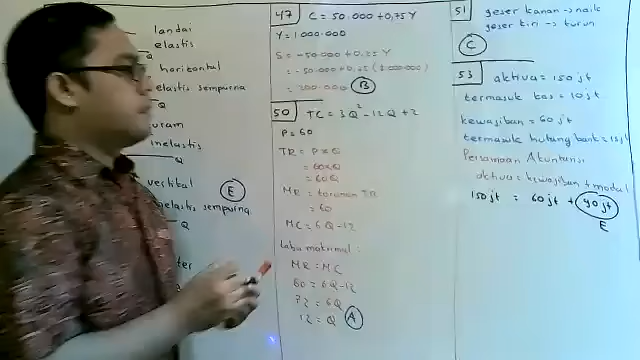 landai
elastis
Q
horizontal
elastis sempurna
Q
curam
inelastis
Q
vertikal
E
inelastis sempurna
Q
47
C = 50.000 + 0,75 Y
Y = 1.000.000
S = -50.000 + 0,25 Y
= -50.000 + 0,25 (1.000.000)
= 200.000
B
50
TC = 3Q² - 12Q + 2
P = 60
TR = P × Q
= 60 × Q
= 60Q
MR = turunan TR
= 60
MC = 6Q - 12
Laba maksimal :
MR = MC
60 = 6Q - 12
72 = 6Q
12 = Q
A
51
geser kanan -> naik
geser kiri -> turun
C
53
aktiva = 150 jt
termasuk kas = 10 jt
kewajiban = 60 jt
termasuk hutang bank = 15 jt
Persamaan Akuntansi
aktiva = kewajiban + modal
150 jt = 60 jt + 90 jt
E